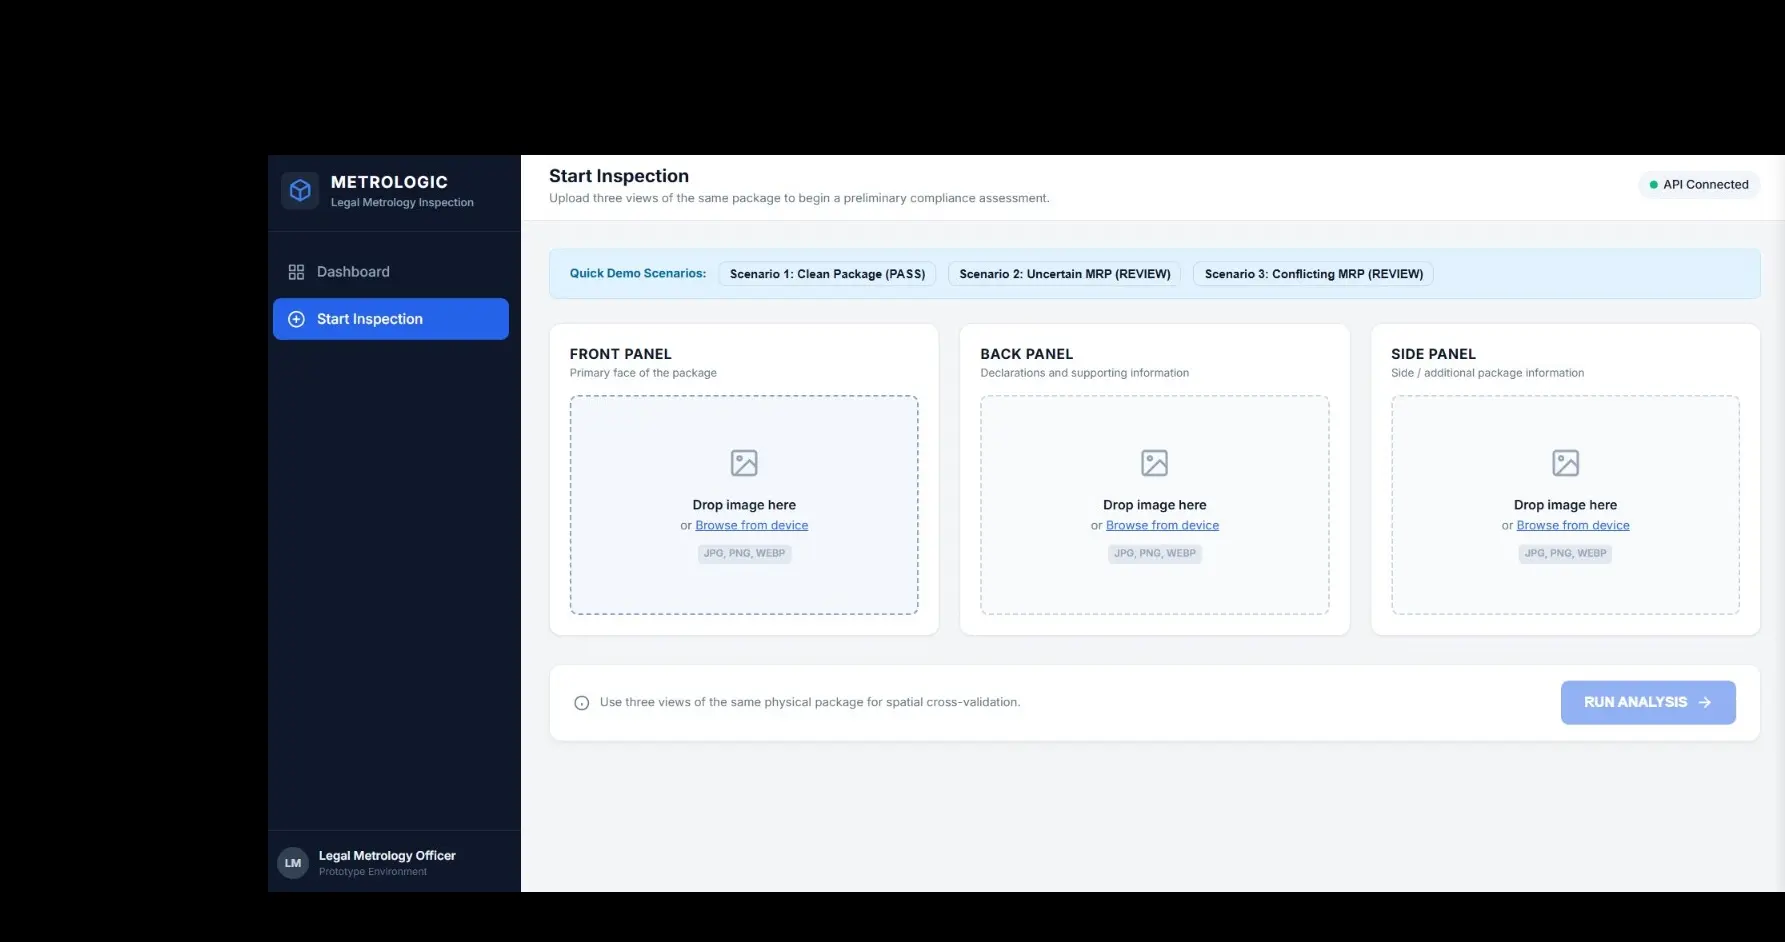 METROLOGIC
Legal Metrology Inspection
Dashboard
Start Inspection
LM
Legal Metrology Officer
Prototype Environment
Start Inspection
Upload three views of the same package to begin a preliminary compliance assessment.
API Connected
Quick Demo Scenarios:
Scenario 1: Clean Package (PASS)
Scenario 2: Uncertain MRP (REVIEW)
Scenario 3: Conflicting MRP (REVIEW)
FRONT PANEL
Primary face of the package
Drop image here
or Browse from device
JPG, PNG, WEBP
BACK PANEL
Declarations and supporting information
Drop image here
or Browse from device
JPG, PNG, WEBP
SIDE PANEL
Side / additional package information
Drop image here
or Browse from device
JPG, PNG, WEBP
Use three views of the same physical package for spatial cross-validation.
RUN ANALYSIS →